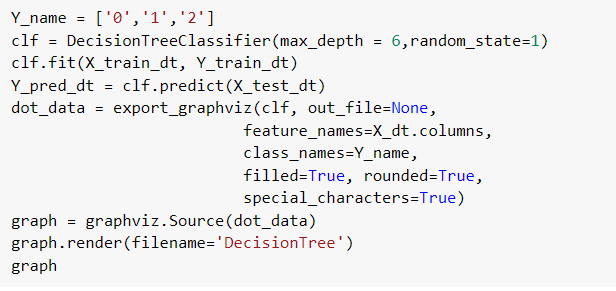 Y_name = ['0','1','2']
clf = DecisionTreeClassifier(max_depth = 6,random_state=1)
clf.fit(X_train_dt, Y_train_dt)
Y_pred_dt = clf.predict(X_test_dt)
dot_data = export_graphviz(clf, out_file=None,
                        feature_names=X_dt.columns,
                        class_names=Y_name,
                        filled=True, rounded=True,
                        special_characters=True)
graph = graphviz.Source(dot_data)
graph.render(filename='DecisionTree')
graph